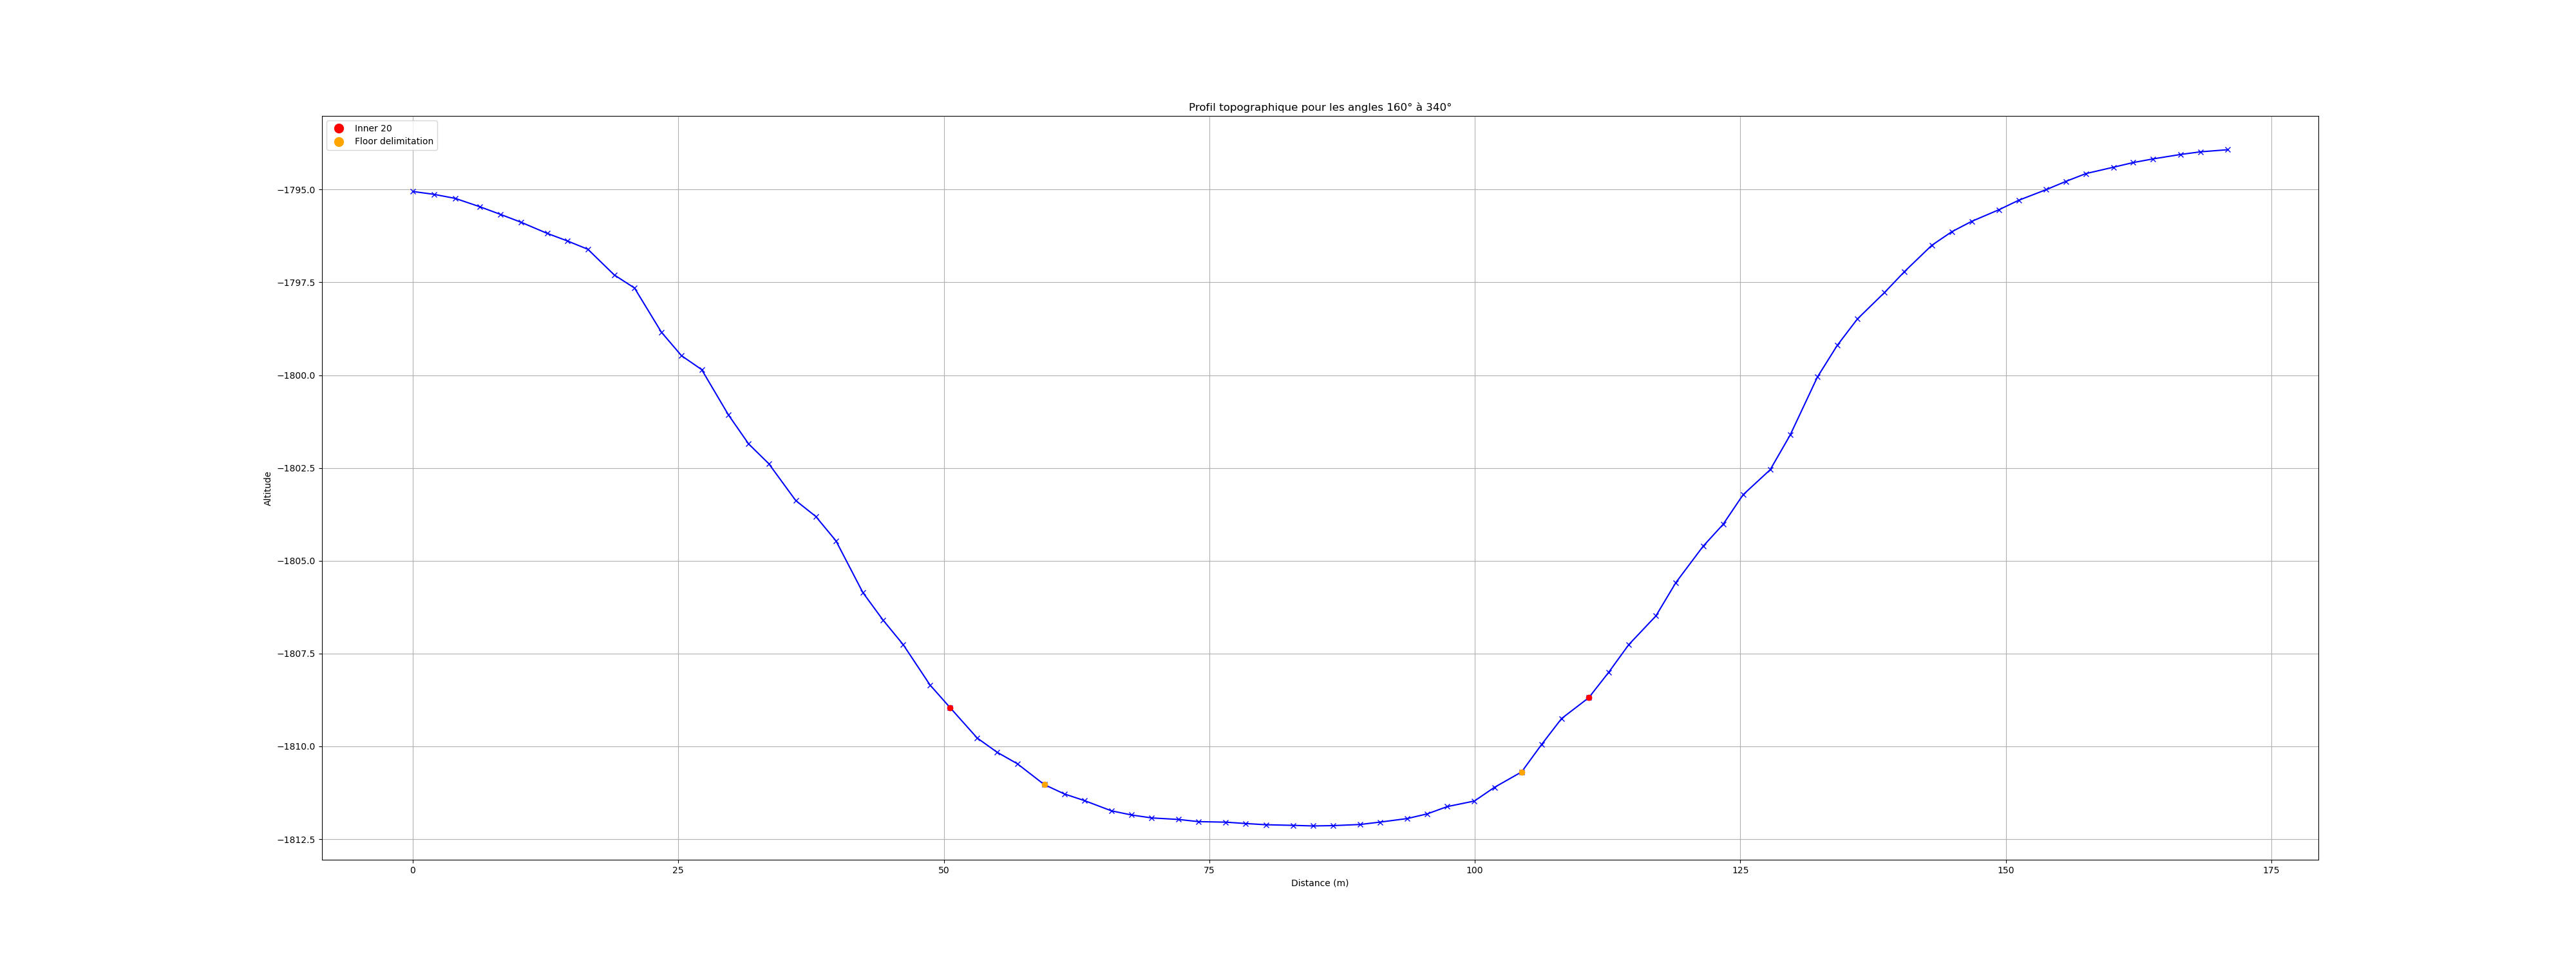 Profil topographique pour les angles 160° à 340°
Inner 20
Floor delimitation
−1795.0
−1797.5
−1800.0
−1802.5
−1805.0
−1807.5
−1810.0
−1812.5
Altitude
0 25 50 75 100 125 150 175
Distance (m)